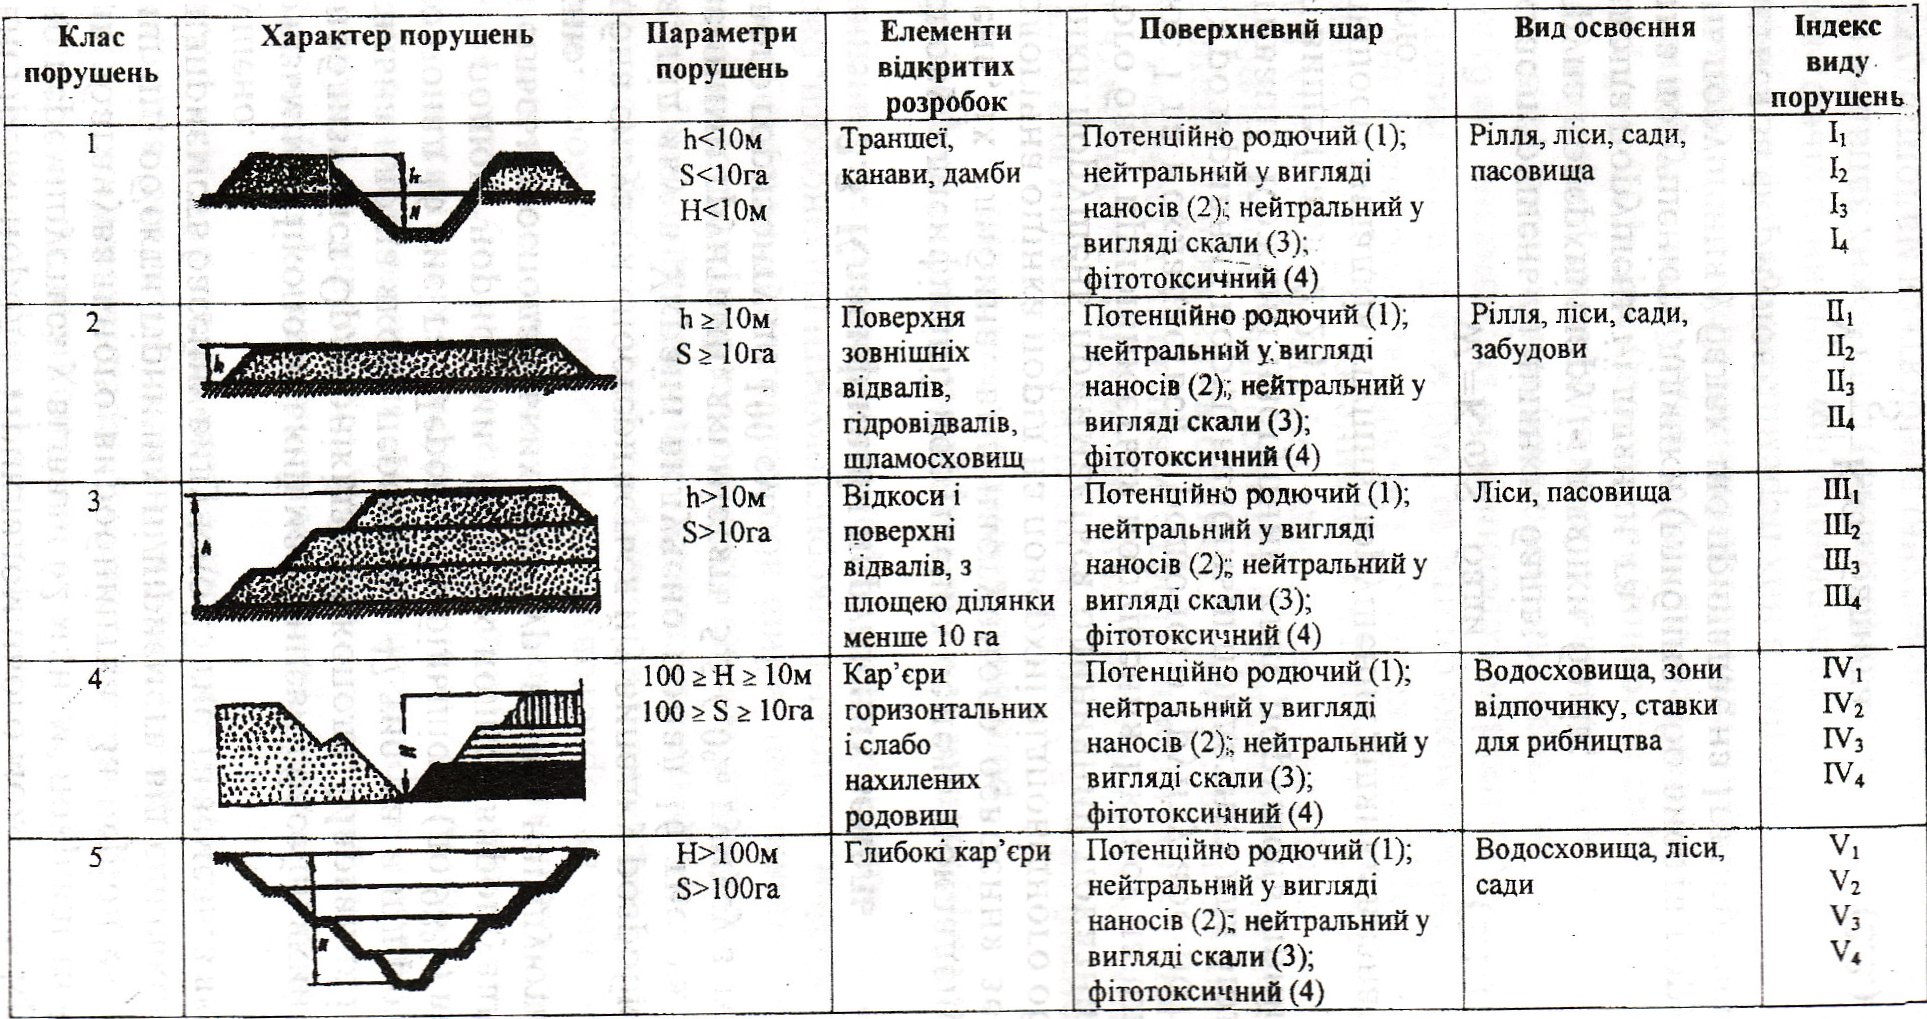 Клас порушень
Характер порушень
Параметри порушень
Елементи відкритих розробок
Поверхневий шар
Вид освоєння
Індекс виду порушень
1
h<10м
S<10га
H<10м
Траншеї,
канави, дамби
Потенційно родючий (1);
нейтральний у вигляді
наносів (2); нейтральний у
вигляді скали (3);
фітотоксичний (4)
Рілля, ліси, сади,
пасовища
I₁
I₂
I₃
I₄
2
h ≥ 10м
S ≥ 10га
Поверхня
зовнішніх
відвалів,
гідровідвалів,
шламосховищ
Потенційно родючий (1);
нейтральний у вигляді
наносів (2); нейтральний у
вигляді скали (3);
фітотоксичний (4)
Рілля, ліси, сади,
забудови
II₁
II₂
II₃
II₄
3
h
h>10м
S>10га
Відкоси і
поверхні
відвалів, з
площею ділянки
менше 10 га
Потенційно родючий (1);
нейтральний у вигляді
наносів (2); нейтральний у
вигляді скали (3);
фітотоксичний (4)
Ліси, пасовища
III₁
III₂
III₃
III₄
4
H
100 ≥ H ≥ 10м
100 ≥ S ≥ 10га
Кар’єри
горизонтальних
і слабо
нахилених
родовищ
Потенційно родючий (1);
нейтральний у вигляді
наносів (2); нейтральний у
вигляді скали (3);
фітотоксичний (4)
Водосховища, зони
відпочинку, ставки
для рибництва
IV₁
IV₂
IV₃
IV₄
5
H
H>100м
S>100га
Глибокі кар’єри
Потенційно родючий (1);
нейтральний у вигляді
наносів (2); нейтральний у
вигляді скали (3);
фітотоксичний (4)
Водосховища, ліси,
сади
V₁
V₂
V₃
V₄